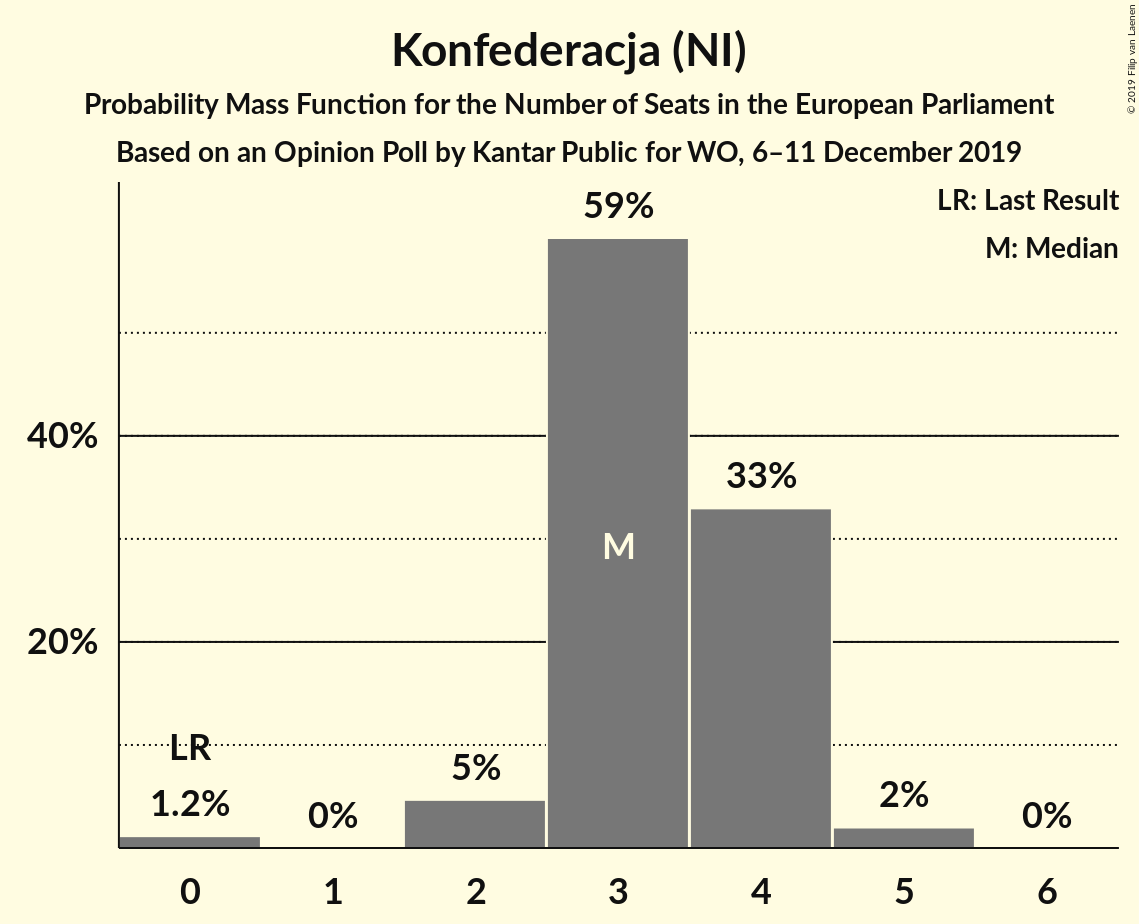 Konfederacja (NI)
Probability Mass Function for the Number of Seats in the European Parliament
Based on an Opinion Poll by Kantar Public for WO, 6–11 December 2019
© 2019 Filip van Laenen
LR: Last Result
M: Median
59%
40%
33%
M
20%
LR
1.2%
0%
5%
2%
0%
0 1 2 3 4 5 6